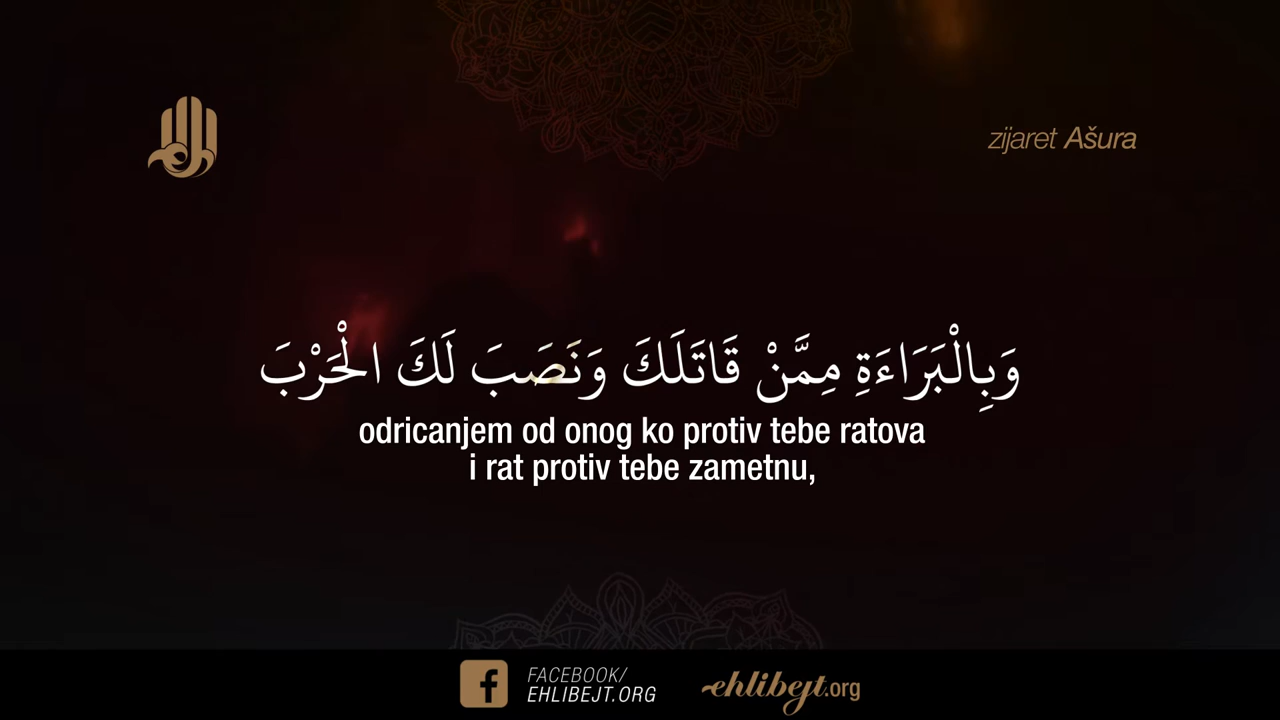 zijaret Ašura
وَبِالْبَرَاءَةِ مِمَّنْ قَاتَلَكَ وَنَصَبَ لَكَ الْحَرْبَ
odricanjem od onog ko protiv tebe ratova
i rat protiv tebe zametnu,
FACEBOOK/
EHLIBEJT.ORG
ehlibejt.org